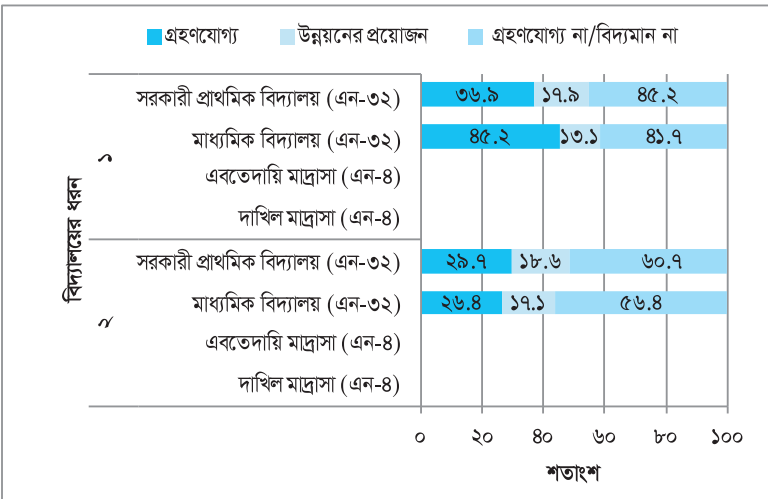 গ্রহণযোগ্য উন্নয়নের প্রয়োজন গ্রহণযোগ্য না/বিদ্যমান না
বিদ্যালয়ের ধরন
১
সরকারী প্রাথমিক বিদ্যালয় (এন-৩২) ৩৬.৯ ১৭.৯ ৪৫.২
মাধ্যমিক বিদ্যালয় (এন-৩২) ৪৫.২ ১৩.১ ৪১.৭
এবতেদায়ি মাদ্রাসা (এন-৪)
দাখিল মাদ্রাসা (এন-৪)
২
সরকারী প্রাথমিক বিদ্যালয় (এন-৩২) ২৯.৭ ১৮.৬ ৬০.৭
মাধ্যমিক বিদ্যালয় (এন-৩২) ২৬.৪ ১৭.১ ৫৬.৪
এবতেদায়ি মাদ্রাসা (এন-৪)
দাখিল মাদ্রাসা (এন-৪)
০ ২০ ৪০ ৬০ ৮০ ১০০
শতাংশ